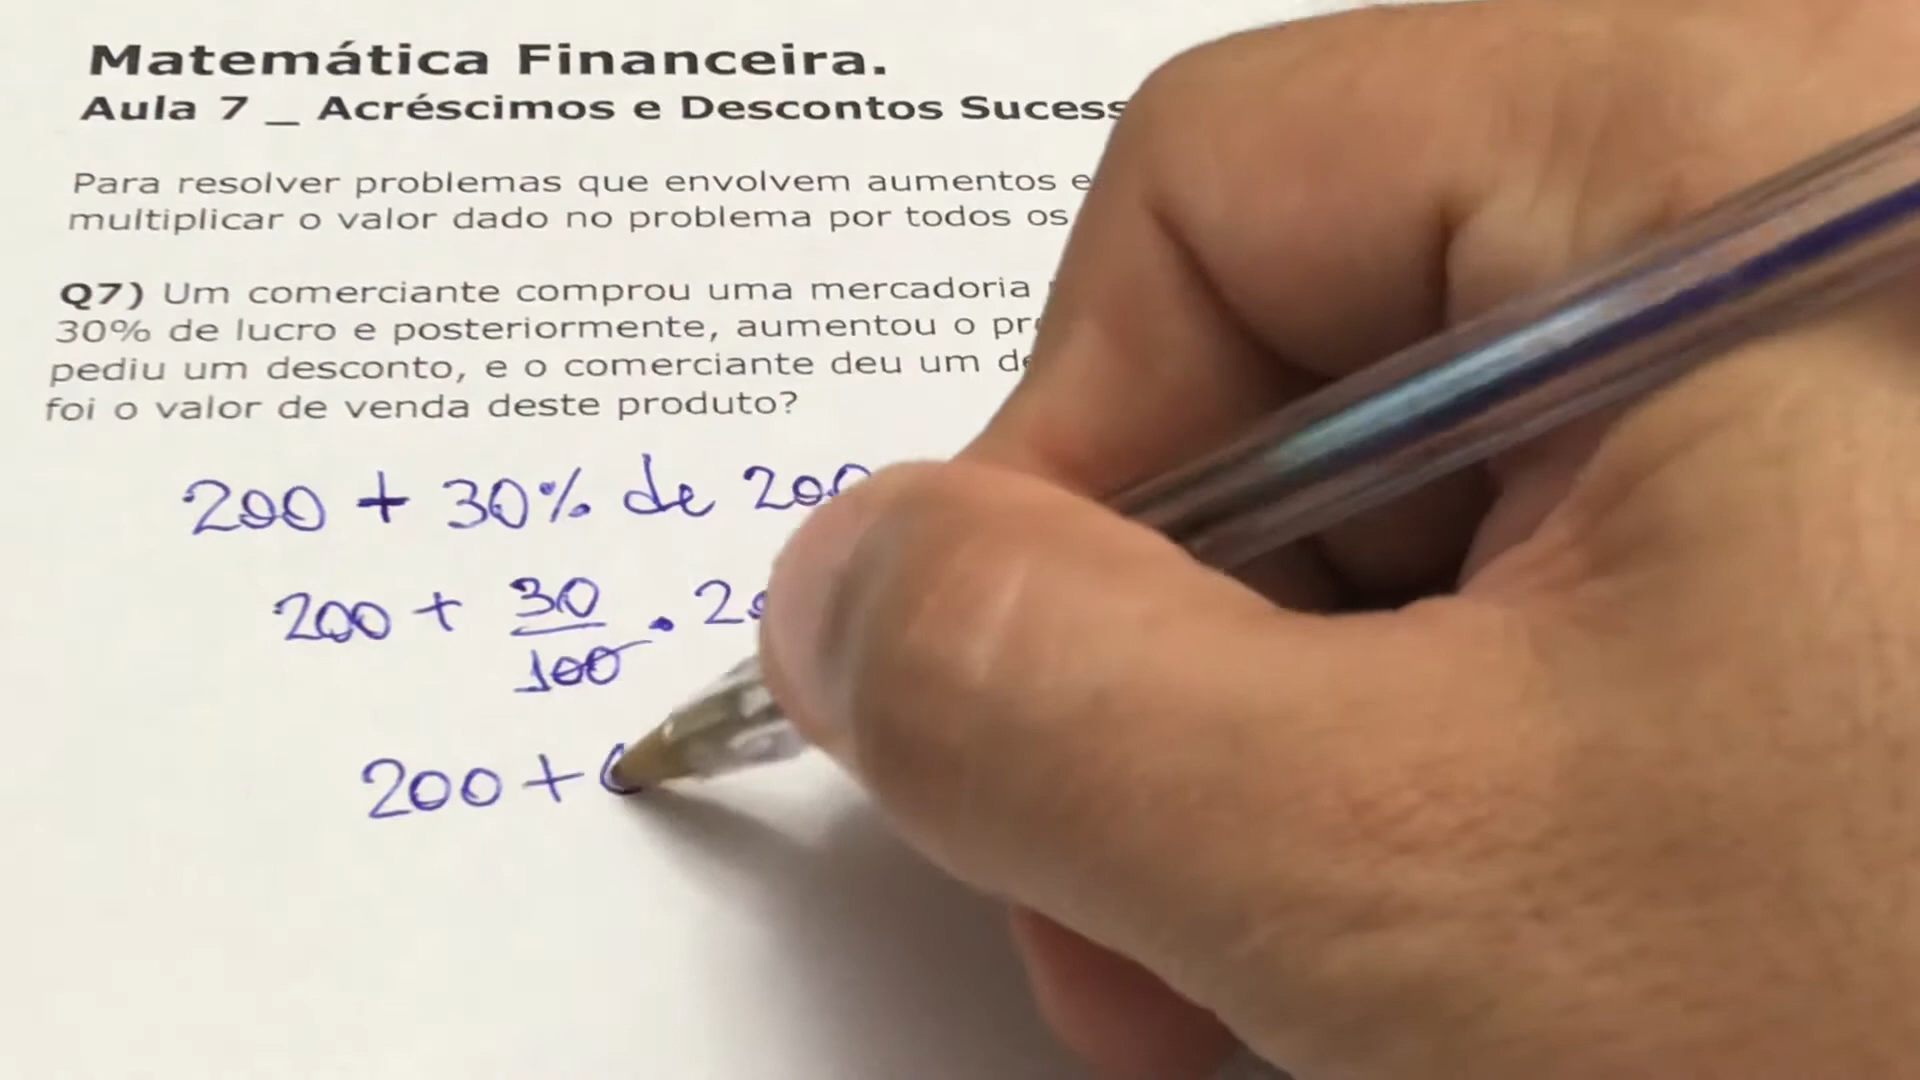 Matemática Financeira.
Aula 7 _ Acréscimos e Descontos Sucess
Para resolver problemas que envolvem aumentos e
multiplicar o valor dado no problema por todos os
Q7) Um comerciante comprou uma mercadoria
30% de lucro e posteriormente, aumentou o pr
pediu um desconto, e o comerciante deu um de
foi o valor de venda deste produto?
200 + 30% de 200
200 + 30/100 . 20
200 +